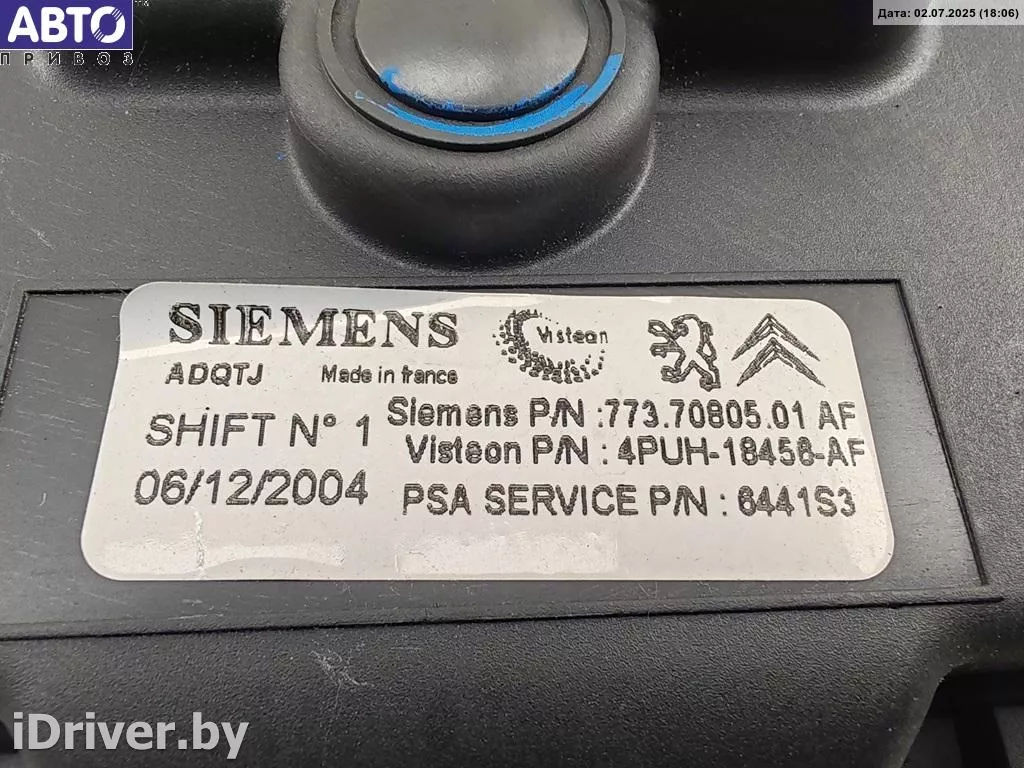 АВТО
ПРИВОЗ
Дата: 02.07.2025 (18:06)
SIEMENS
Visteon
ADQTJ Made in france
SHIFT N° 1
Siemens P/N :773.70805.01 AF
Visteon P/N : 4PUH-18458-AF
06/12/2004
PSA SERVICE P/N : 6441S3
iDriver.by